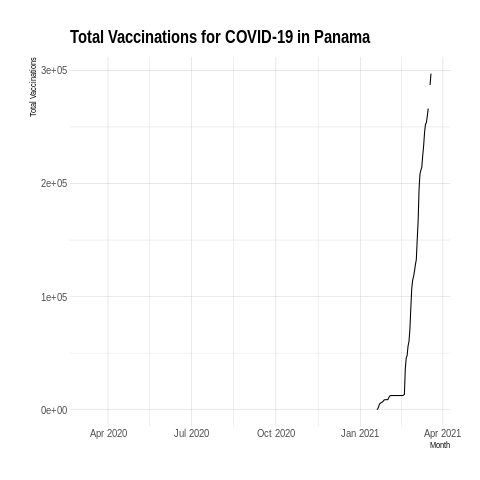 Total Vaccinations for COVID-19 in Panama
Total Vaccinations
3e+05
2e+05
1e+05
0e+00
Apr 2020 Jul 2020 Oct 2020 Jan 2021 Apr 2021
Month